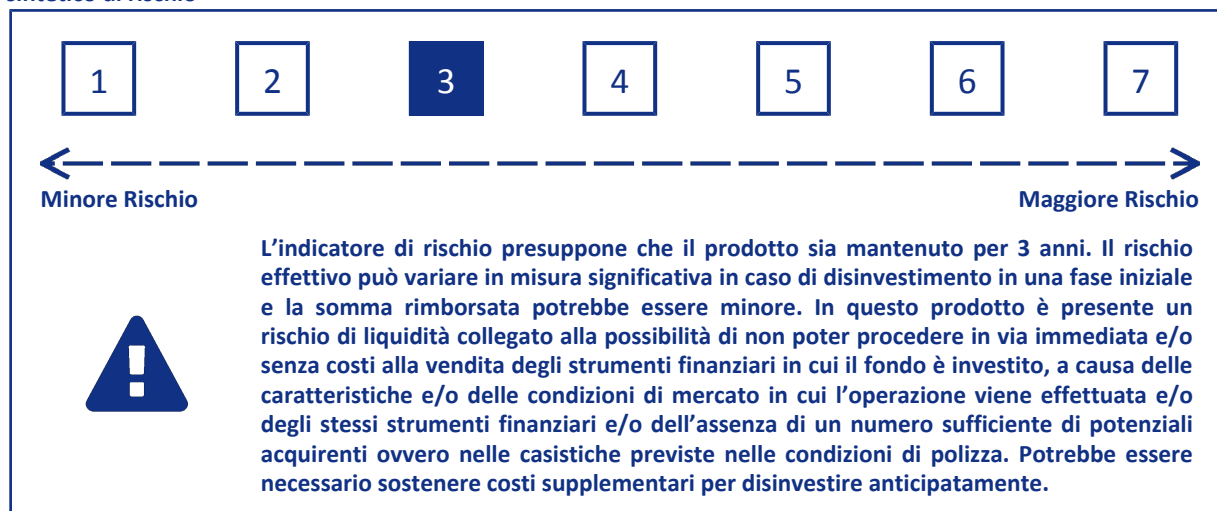 sintetico di rischio
1 2 3 4 5 6 7
Minore Rischio Maggiore Rischio
L’indicatore di rischio presuppone che il prodotto sia mantenuto per 3 anni. Il rischio
effettivo può variare in misura significativa in caso di disinvestimento in una fase iniziale
e la somma rimborsata potrebbe essere minore. In questo prodotto è presente un
rischio di liquidità collegato alla possibilità di non poter procedere in via immediata e/o
senza costi alla vendita degli strumenti finanziari in cui il fondo è investito, a causa delle
caratteristiche e/o delle condizioni di mercato in cui l’operazione viene effettuata e/o
degli stessi strumenti finanziari e/o dell’assenza di un numero sufficiente di potenziali
acquirenti ovvero nelle casistiche previste nelle condizioni di polizza. Potrebbe essere
necessario sostenere costi supplementari per disinvestire anticipatamente.